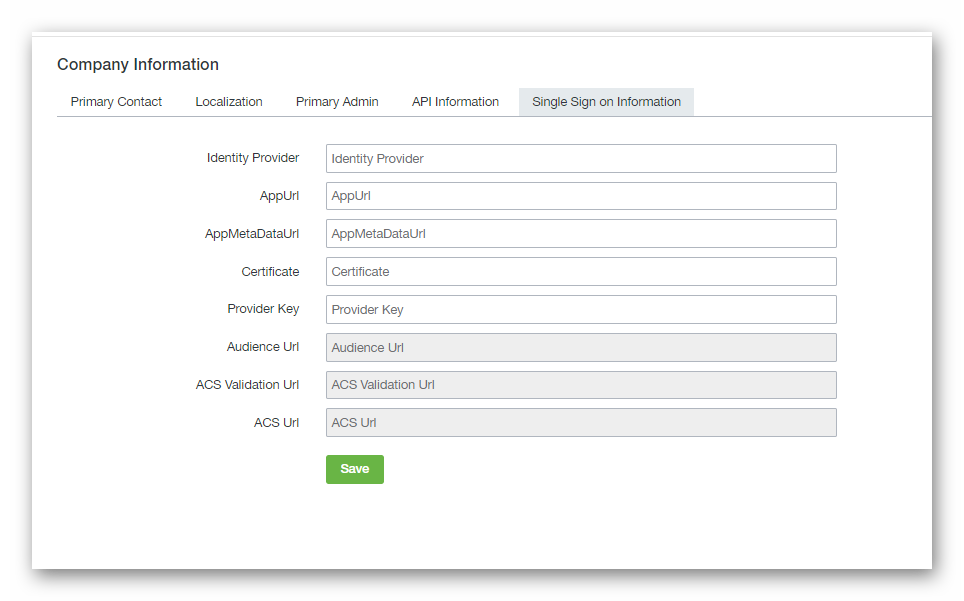 Company Information
Primary Contact Localization Primary Admin API Information Single Sign on Information
Identity Provider Identity Provider
AppUrl AppUrl
AppMetaDataUrl AppMetaDataUrl
Certificate Certificate
Provider Key Provider Key
Audience Url Audience Url
ACS Validation Url ACS Validation Url
ACS Url ACS Url
Save